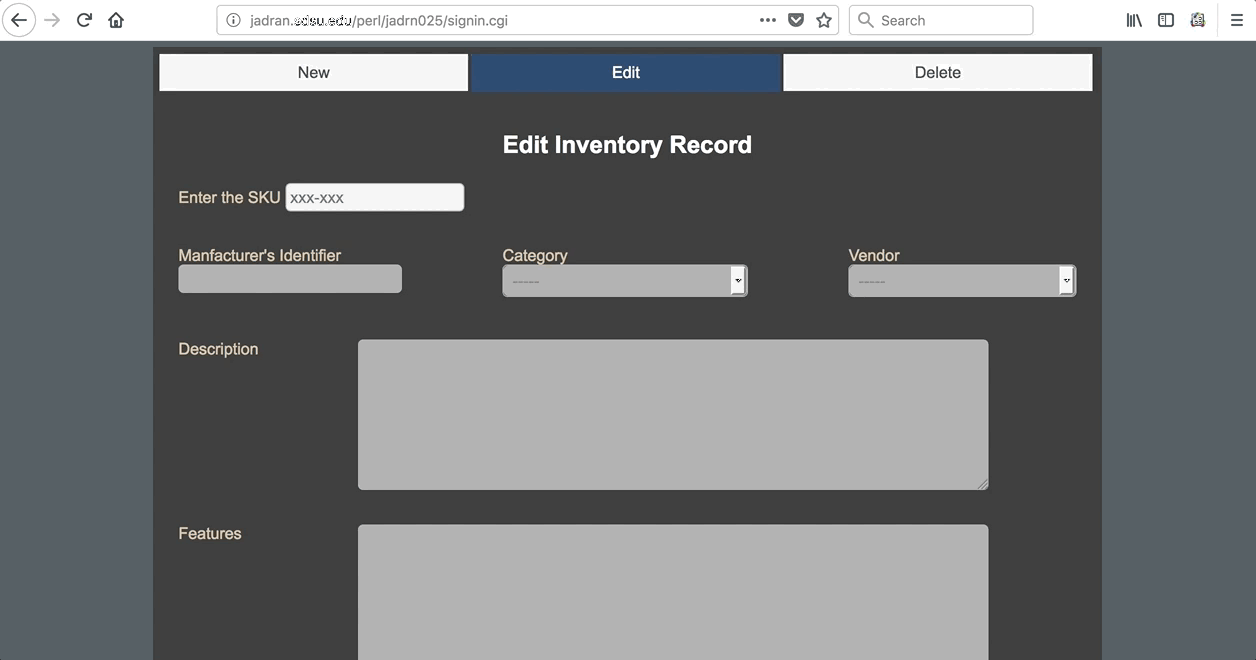 jadran.sdsu.edu/perl/jadrn025/signin.cgi
Search
New Edit Delete
Edit Inventory Record
Enter the SKU xxx-xxx
Manfacturer's Identifier Category Vendor
----- -----
Description
Features